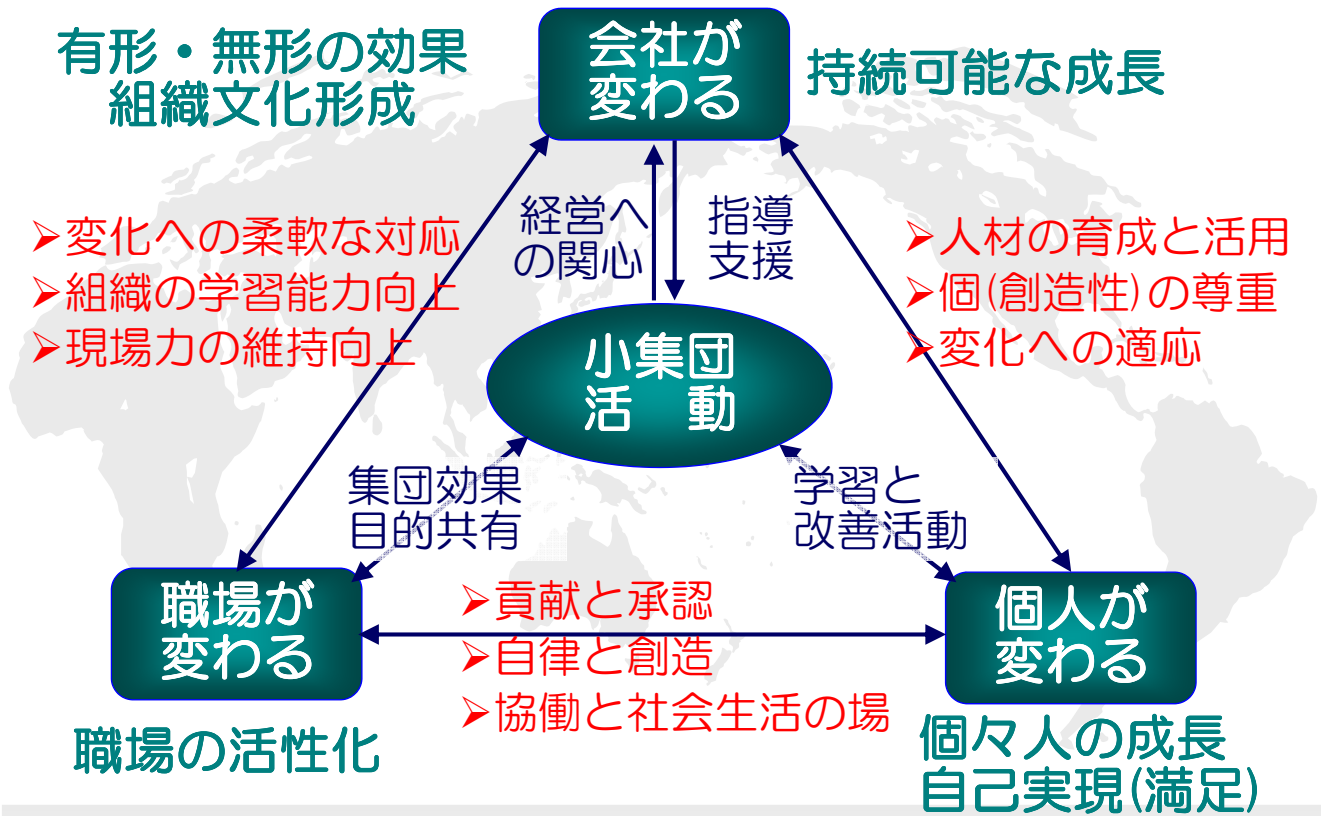 有形・無形の効果
組織文化形成
会社が
変わる
持続可能な成長
経営へ
の関心
指導
支援
➢変化への柔軟な対応
➢組織の学習能力向上
➢現場力の維持向上
➢人材の育成と活用
➢個(創造性)の尊重
➢変化への適応
小集団
活　動
集団効果
目的共有
学習と
改善活動
職場が
変わる
➢貢献と承認
➢自律と創造
➢協働と社会生活の場
個人が
変わる
職場の活性化
個々人の成長
自己実現(満足)